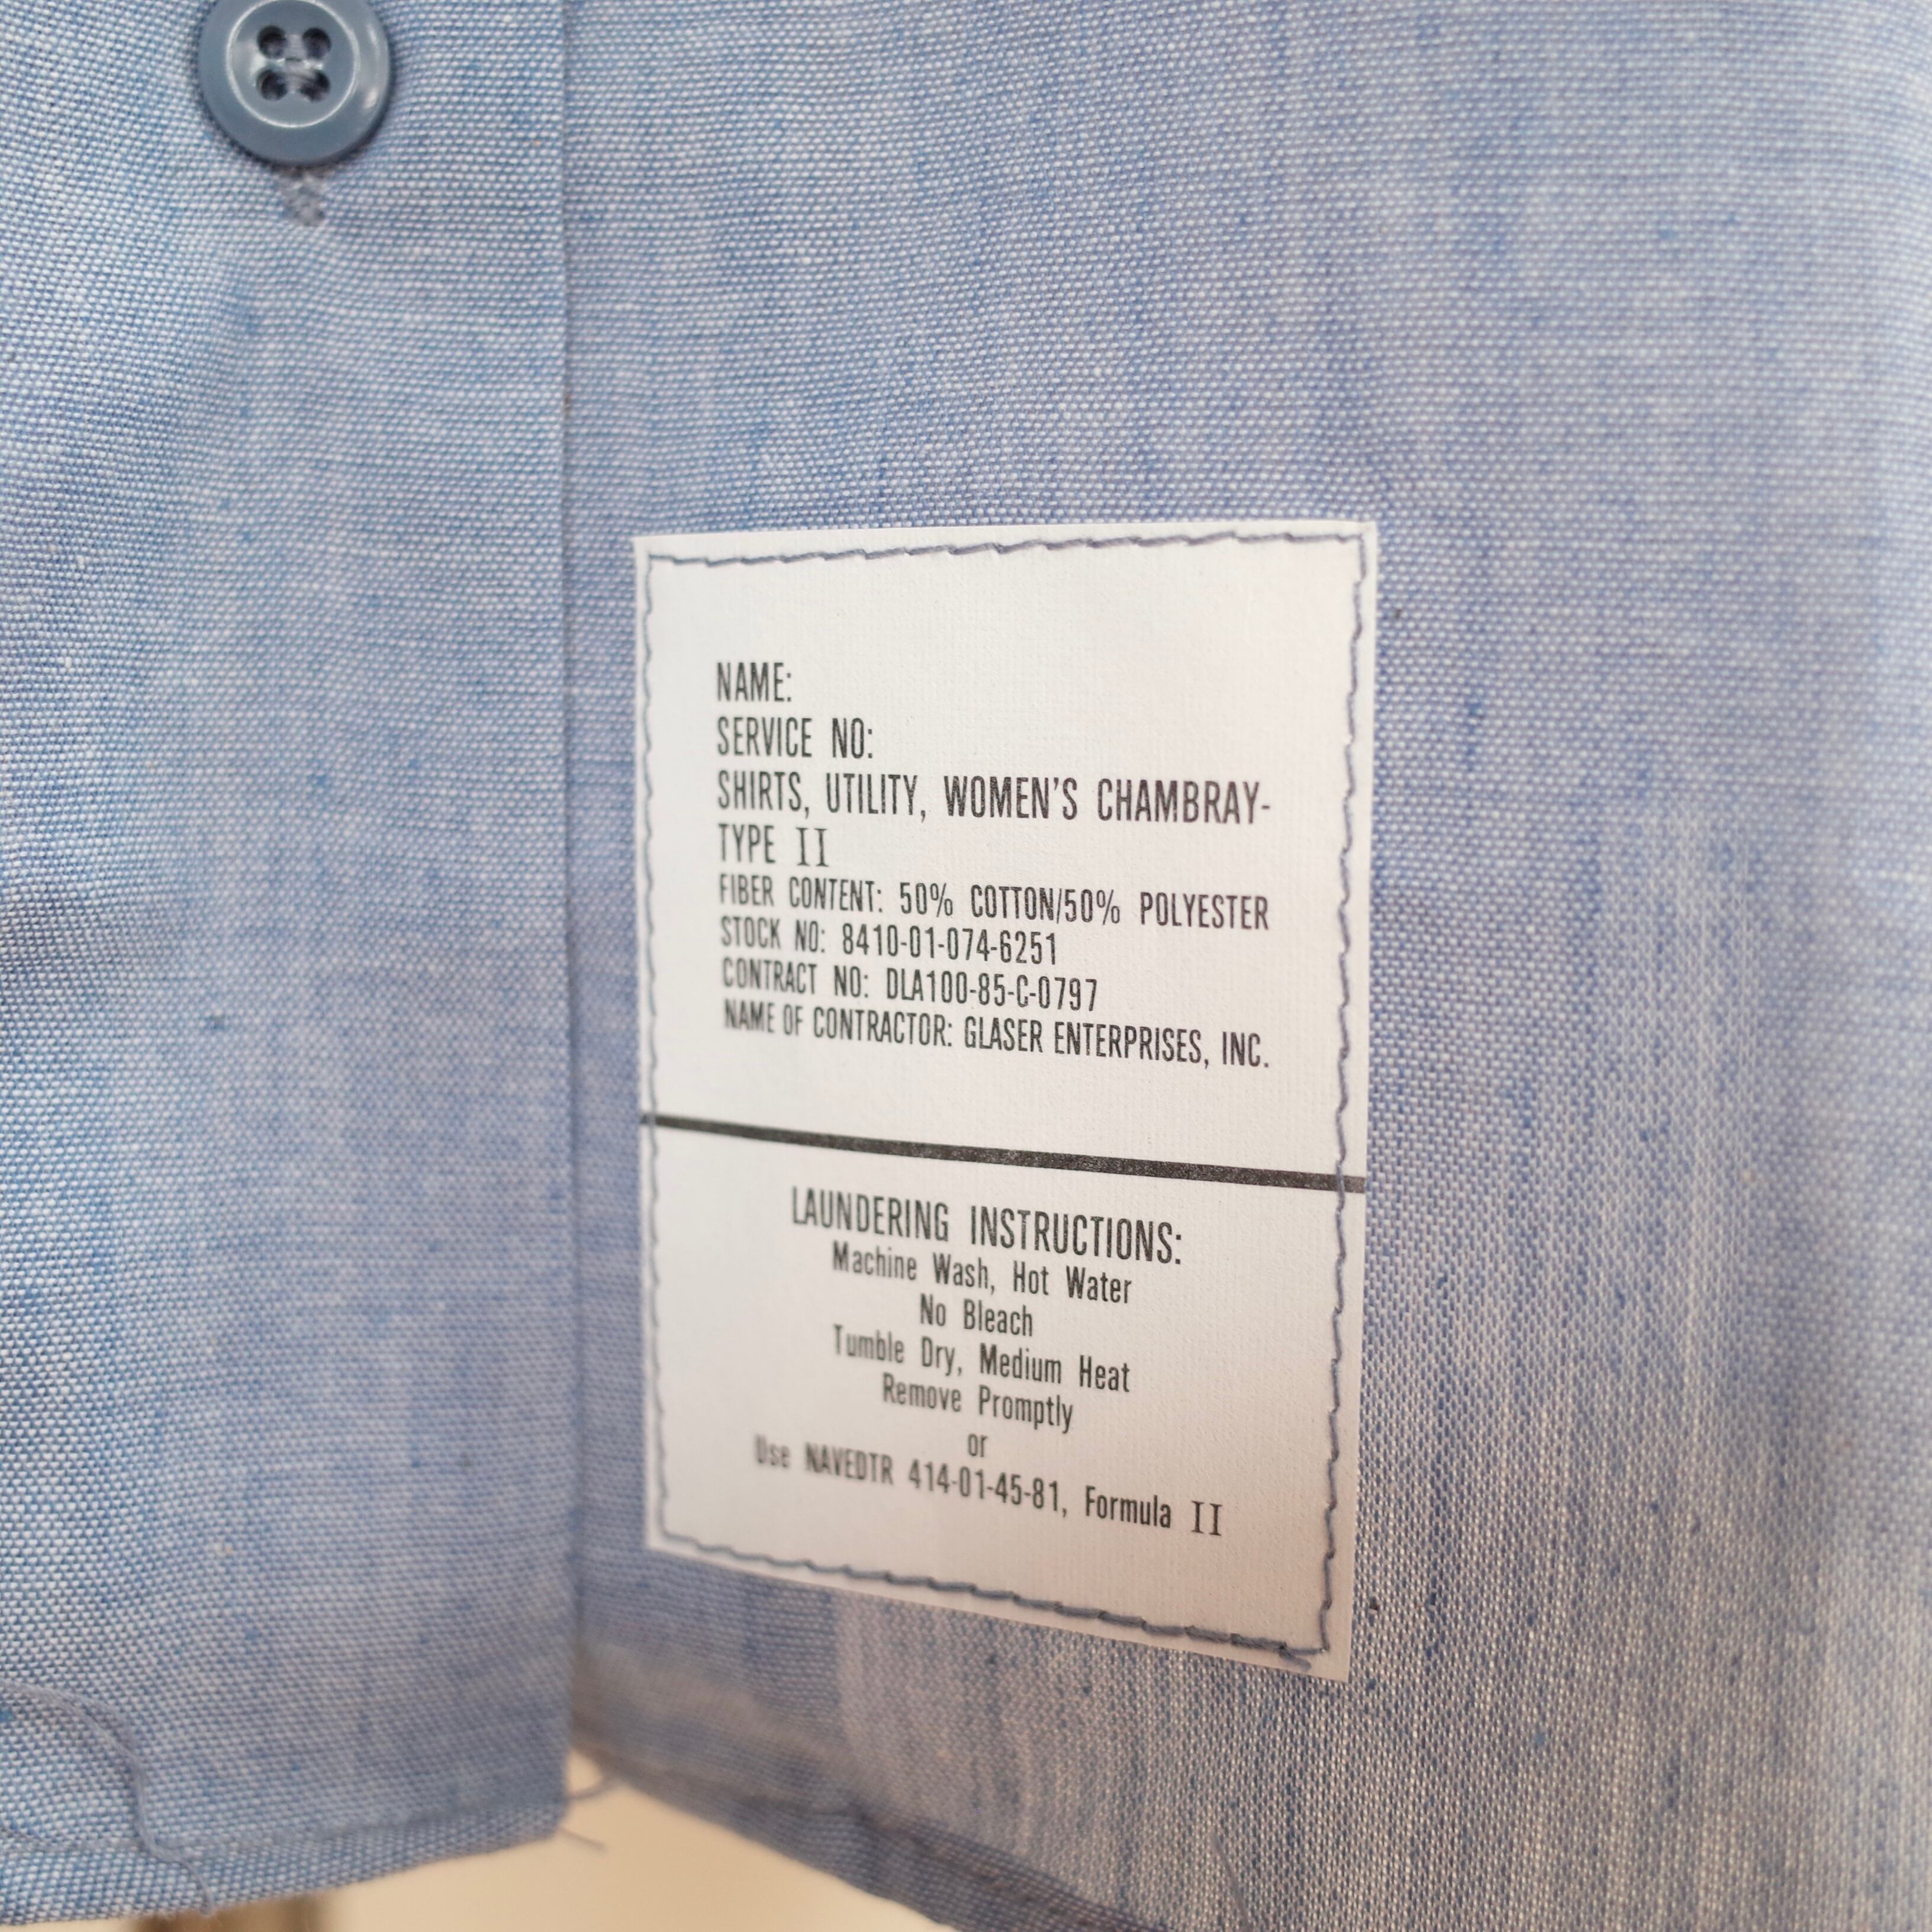 NAME:
SERVICE NO:
SHIRTS, UTILITY, WOMEN'S CHAMBRAY-
TYPE II
FIBER CONTENT: 50% COTTON/50% POLYESTER
STOCK NO: 8410-01-074-6251
CONTRACT NO: DLA100-85-C-0797
NAME OF CONTRACTOR: GLASER ENTERPRISES, INC.
LAUNDERING INSTRUCTIONS:
Machine Wash, Hot Water
No Bleach
Tumble Dry, Medium Heat
Remove Promptly
or
Use NAVEDTR 414-01-45-81, Formula II